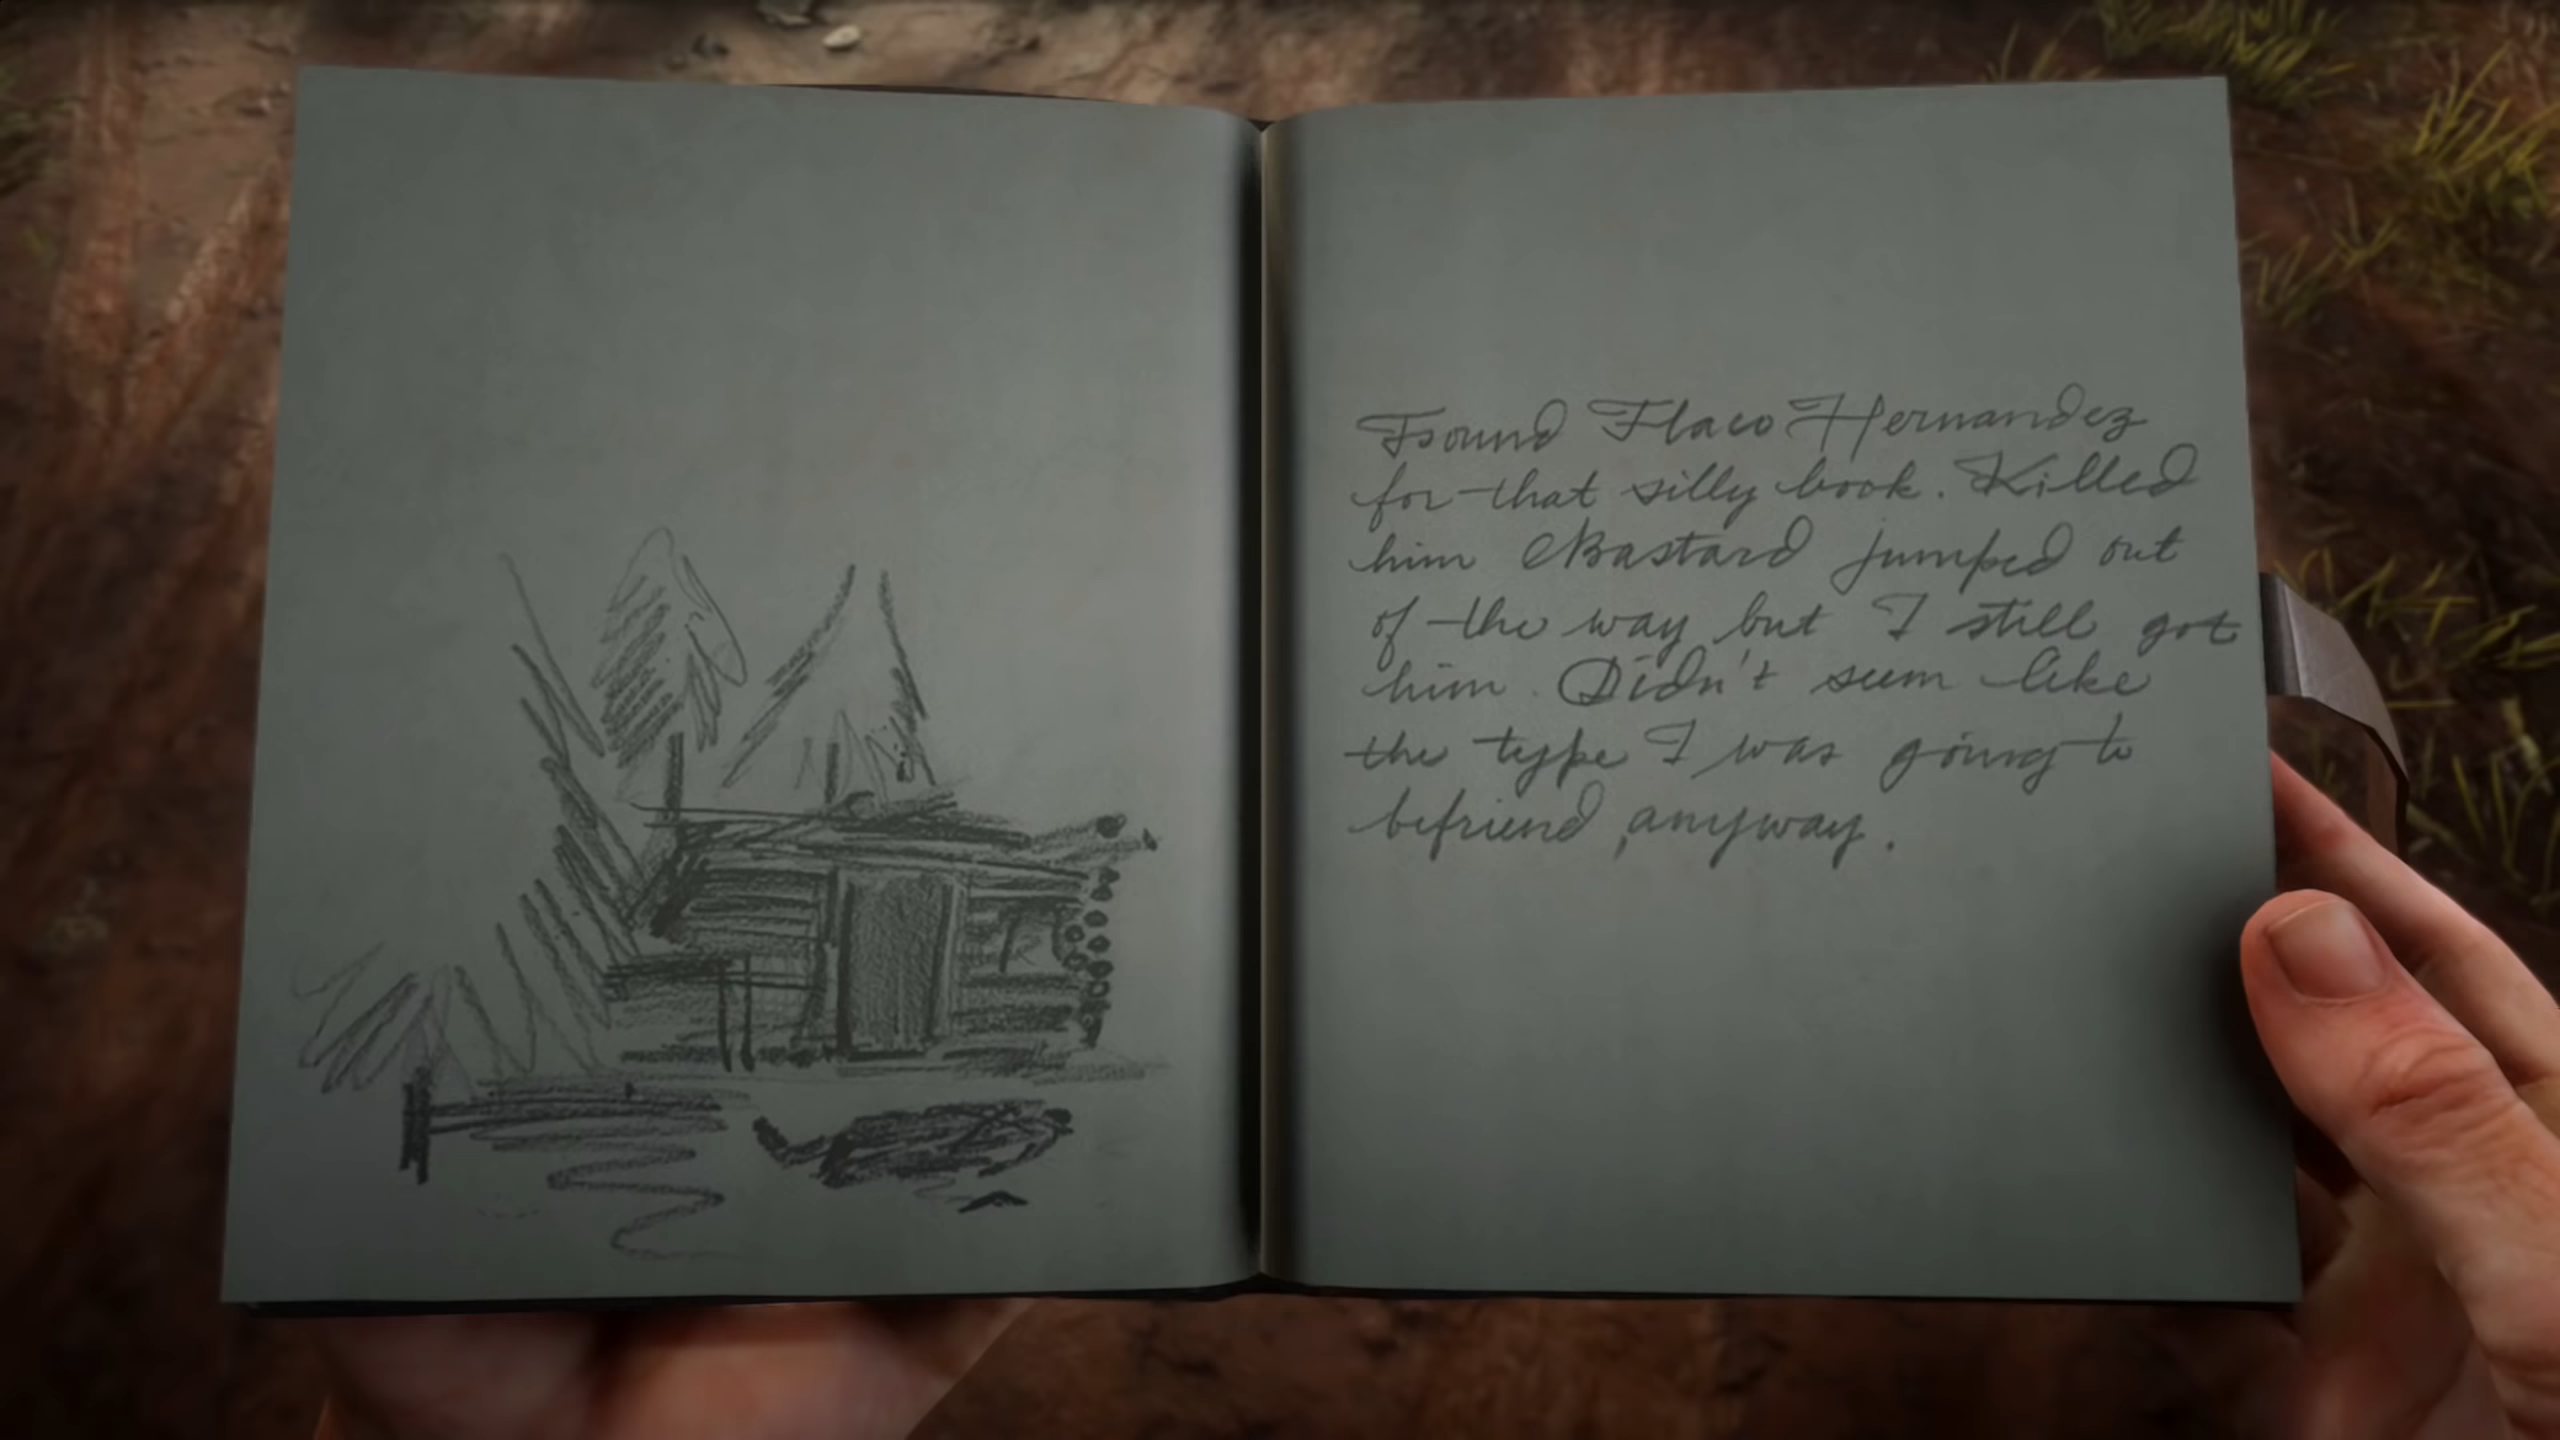 Found Flaco Hernandez
for that silly book. Killed
him Bastard jumped out
of the way but I still got
him. Didn't seem like
the type I was going to
befriend, anyway.